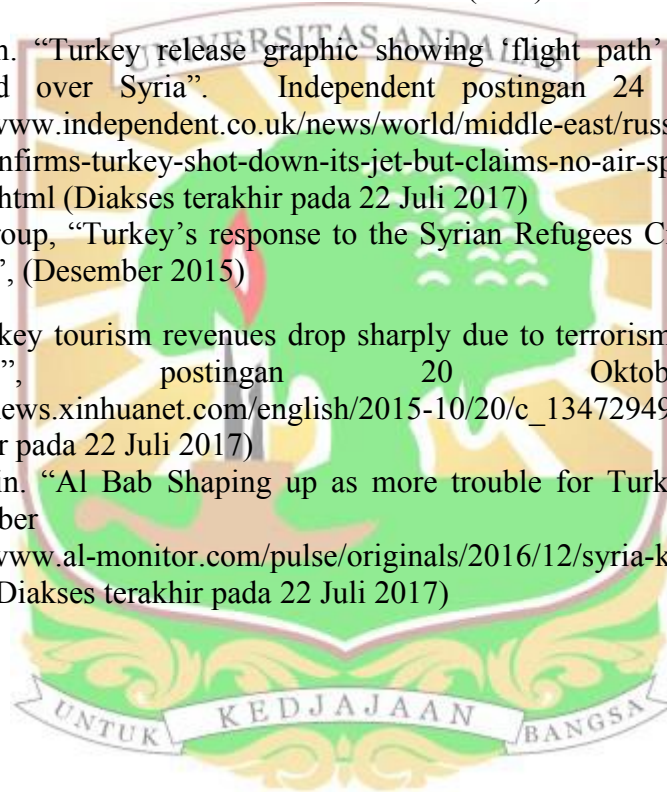 UNIVERSITAS ANDALAS
n. “Turkey release graphic showing ‘flight path’
d over Syria”. Independent postingan 24
www.independent.co.uk/news/world/middle-east/russ
nfirms-turkey-shot-down-its-jet-but-claims-no-air-sp
html (Diakses terakhir pada 22 Juli 2017)
roup, “Turkey’s response to the Syrian Refugees C
”, (Desember 2015)
key tourism revenues drop sharply due to terrorism
”, postingan 20 Oktob
news.xinhuanet.com/english/2015-10/20/c_13472949
r pada 22 Juli 2017)
in. “Al Bab Shaping up as more trouble for Turk
ber
www.al-monitor.com/pulse/originals/2016/12/syria-k
Diakses terakhir pada 22 Juli 2017)
UNTUK KEDJAJAAN BANGSA